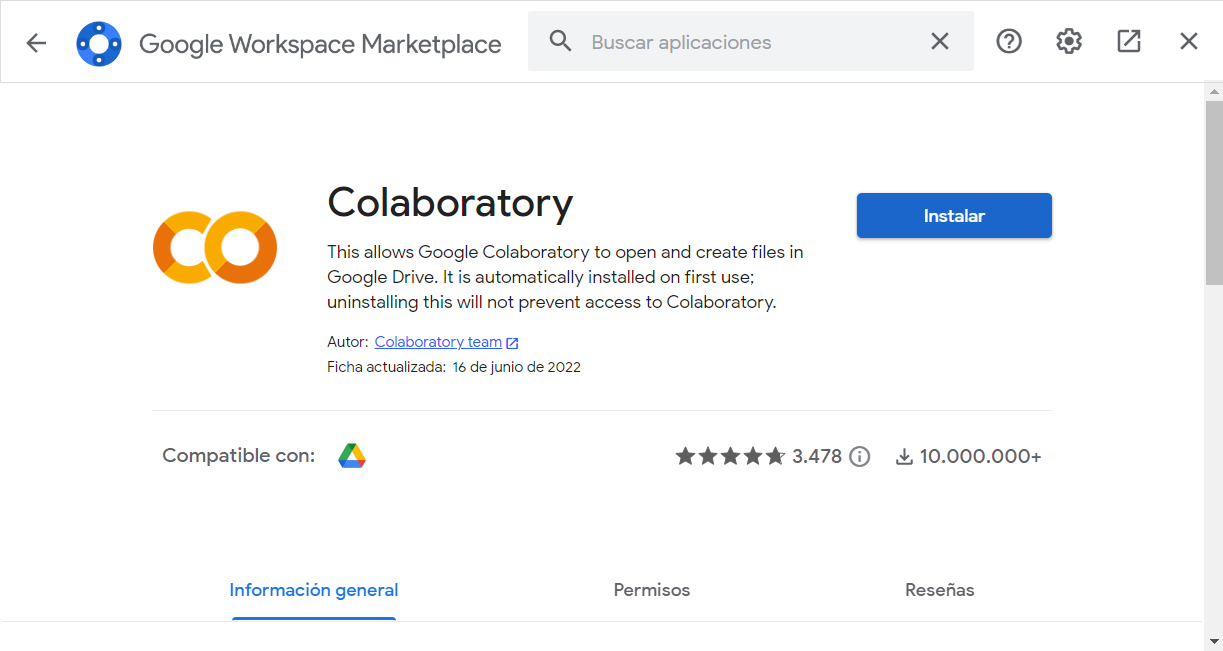 Google Workspace Marketplace
Buscar aplicaciones
Colaboratory
Instalar
This allows Google Colaboratory to open and create files in
Google Drive. It is automatically installed on first use;
uninstalling this will not prevent access to Colaboratory.
Autor: Colaboratory team
Ficha actualizada: 16 de junio de 2022
Compatible con:
3.478
10.000.000+
Información general
Permisos
Reseñas